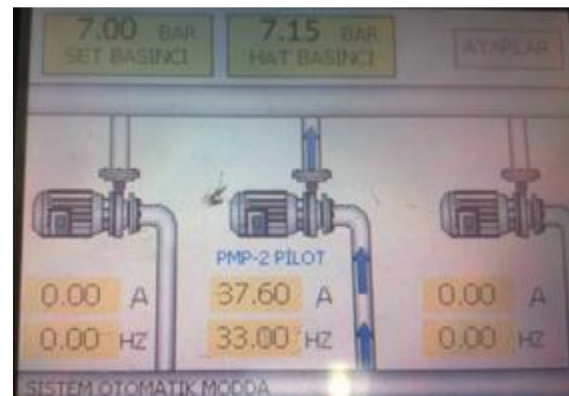 7.00 BAR
SET BASINCI
7.15 BAR
HAT BASINCI
AYARLAR
PMP-2 PİLOT
0.00 A
37.60 A
0.00 A
0.00 HZ
33.00 HZ
0.00 HZ
SİSTEM OTOMATİK MODDA